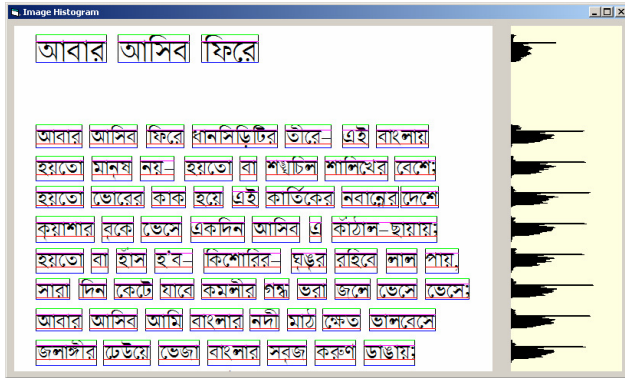 Image Histogram
আবার আসিব ফিরে
আবার আসিব ফিরে ধানসিড়িটির তীরে– এই বাংলায়
হয়তো মানষ নয়– হয়তো বা শঙ্খচিল শালিখের বেশে;
হয়তো ভোরের কাক হয়ে এই কার্তিকের নবান্নের দেশে
কুয়াশার বুকে ভেসে একদিন আসিব এ কাঁঠাল–ছায়ায়;
হয়তো বা হাঁস হ'ব– কিশোরির– ঘুঙুর রহিবে লাল পায়,
সারা দিন কেটে যাবে কলমীর গন্ধ ভরা জলে ভেসে ভেসে;
আবার আসিব আমি বাংলার নদী মাঠ ক্ষেত ভালবেসে
জলাঙ্গীর ঢেউয়ে ভেজা বাংলার সবুজ করুণ ডাঙায়;